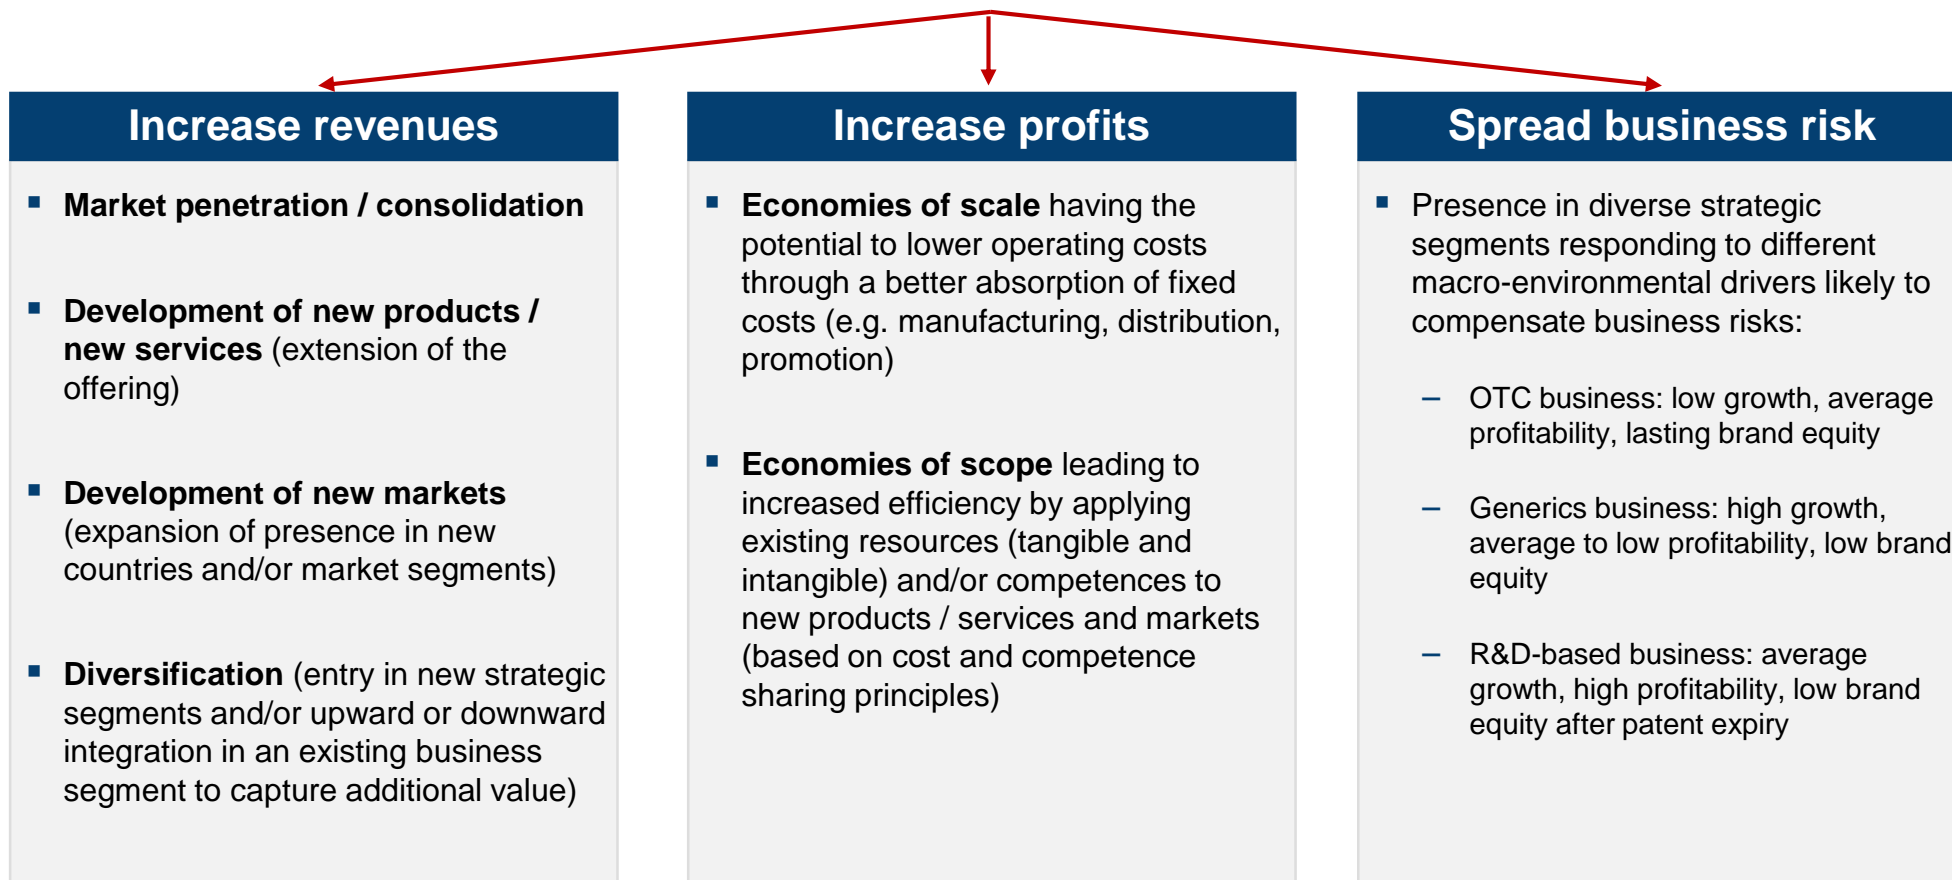 Increase revenues
▪ Market penetration / consolidation
▪ Development of new products /
new services (extension of the
offering)
▪ Development of new markets
(expansion of presence in new
countries and/or market segments)
▪ Diversification (entry in new strategic
segments and/or upward or downward
integration in an existing business
segment to capture additional value)
Increase profits
▪ Economies of scale having the
potential to lower operating costs
through a better absorption of fixed
costs (e.g. manufacturing, distribution,
promotion)
▪ Economies of scope leading to
increased efficiency by applying
existing resources (tangible and
intangible) and/or competences to
new products / services and markets
(based on cost and competence
sharing principles)
Spread business risk
▪ Presence in diverse strategic
segments responding to different
macro-environmental drivers likely to
compensate business risks:
– OTC business: low growth, average
profitability, lasting brand equity
– Generics business: high growth,
average to low profitability, low brand
equity
– R&D-based business: average
growth, high profitability, low brand
equity after patent expiry